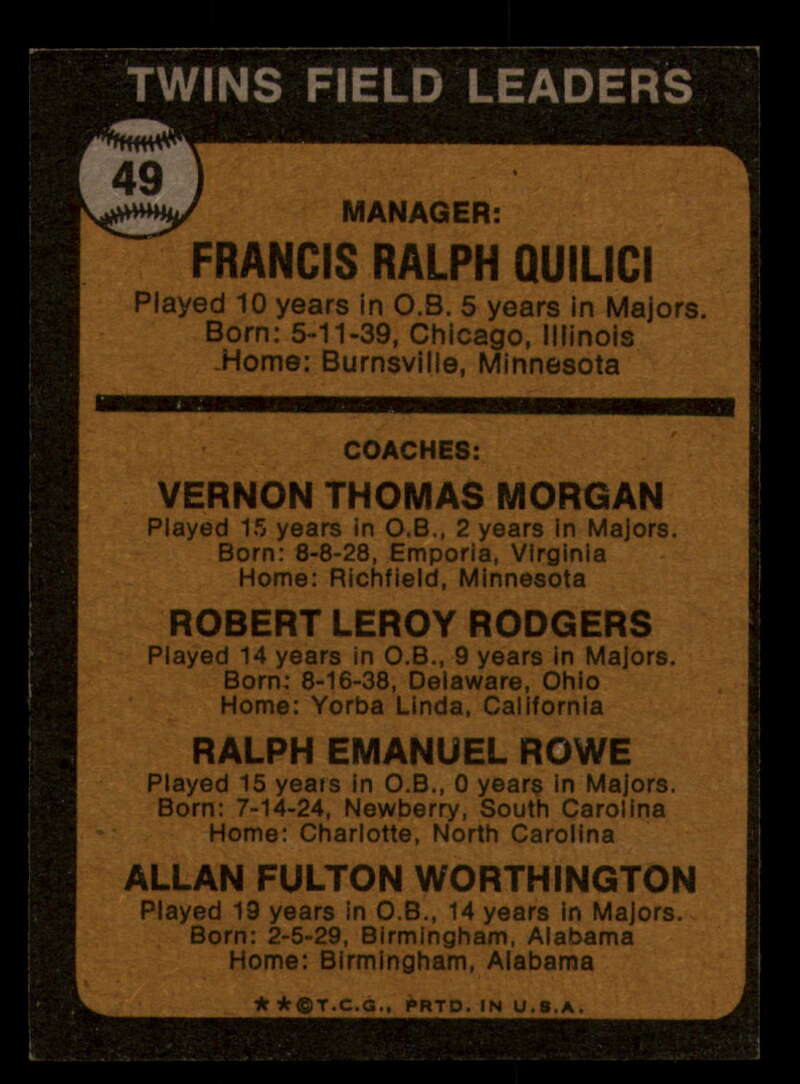 TWINS FIELD LEADERS
49
MANAGER:
FRANCIS RALPH QUILICI
Played 10 years in O.B. 5 years in Majors.
Born: 5-11-39, Chicago, Illinois
Home: Burnsville, Minnesota
COACHES:
VERNON THOMAS MORGAN
Played 15 years in O.B., 2 years in Majors.
Born: 8-8-28, Emporia, Virginia
Home: Richfield, Minnesota
ROBERT LEROY RODGERS
Played 14 years in O.B., 9 years in Majors.
Born: 8-16-38, Delaware, Ohio
Home: Yorba Linda, California
RALPH EMANUEL ROWE
Played 15 years in O.B., 0 years in Majors.
Born: 7-14-24, Newberry, South Carolina
Home: Charlotte, North Carolina
ALLAN FULTON WORTHINGTON
Played 19 years in O.B., 14 years in Majors.
Born: 2-5-29, Birmingham, Alabama
Home: Birmingham, Alabama
★★©T.C.G., PRTD. IN U.S.A.